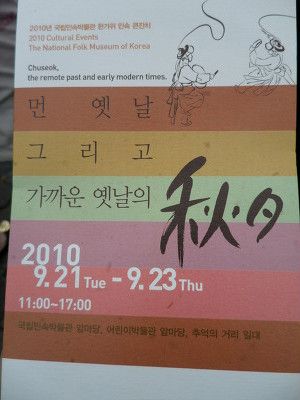 2010년 국립민속박물관 한가위 민속 큰잔치
2010 Cultural Events
The National Folk Museum of Korea
Chuseok,
the remote past and early modern times.
먼 옛날
그리고
가까운 옛날의
秋夕
2010
9.21 Tue - 9.23 Thu
11:00~17:00
국립민속박물관 앞마당, 어린이박물관 앞마당, 추억의 거리 일대